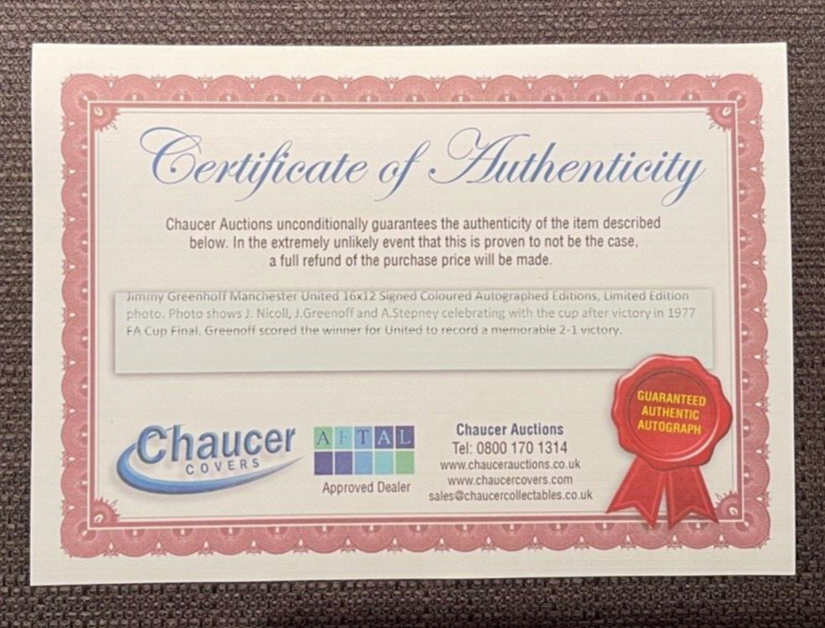 Certificate of Authenticity
Chaucer Auctions unconditionally guarantees the authenticity of the item described
below. In the extremely unlikely event that this is proven to not be the case,
a full refund of the purchase price will be made.
Jimmy Greenhoff Manchester United 16x12 Signed Coloured Autographed Editions, Limited Edition
photo. Photo shows J. Nicoll, J.Greenoff and A.Stepney celebrating with the cup after victory in 1977
FA Cup Final. Greenoff scored the winner for United to record a memorable 2-1 victory.
Chaucer
COVERS
AFTAL
Approved Dealer
Chaucer Auctions
Tel: 0800 170 1314
www.chaucerauctions.co.uk
www.chaucercovers.com
sales@chaucercollectables.co.uk
GUARANTEED
AUTHENTIC
AUTOGRAPH